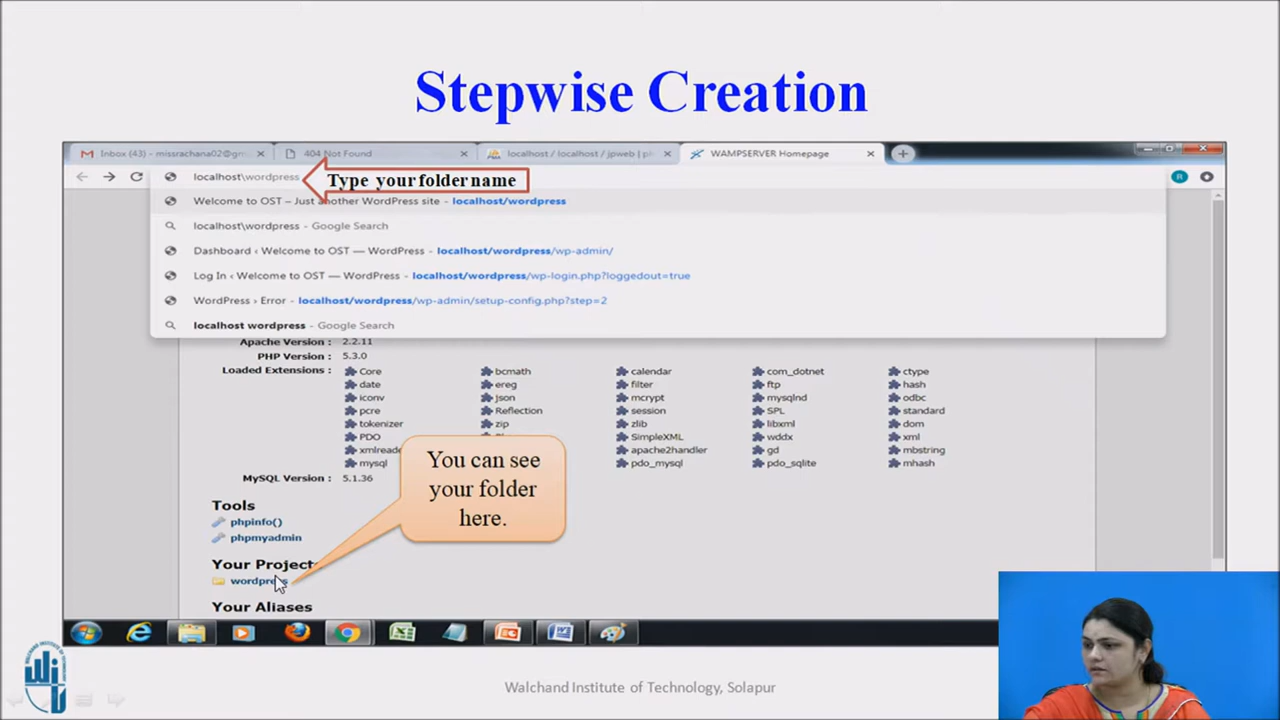 Stepwise Creation
Inbox (43) - missrachana02@gm
404 Not Found
localhost / localhost / jpweb | p
WAMPSERVER Homepage
localhost\wordpress
Type your folder name
R
Welcome to OST – Just another WordPress site - localhost/wordpress
localhost\wordpress - Google Search
Dashboard ‹ Welcome to OST — WordPress - localhost/wordpress/wp-admin/
Log In ‹ Welcome to OST — WordPress - localhost/wordpress/wp-login.php?loggedout=true
WordPress › Error - localhost/wordpress/wp-admin/setup-config.php?step=2
localhost wordpress - Google Search
Apache Version : 2.2.11
PHP Version : 5.3.0
Loaded Extensions : Core bcmath calendar com_dotnet ctype
date ereg filter ftp hash
iconv json mcrypt mysqlnd odbc
pcre Reflection session SPL standard
tokenizer zip zlib libxml dom
PDO SimpleXML wddx xml
xmlreade apache2handler gd mbstring
mysql pdo_mysql pdo_sqlite mhash
MySQL Version : 5.1.36
You can see
your folder
here.
Tools
phpinfo()
phpmyadmin
Your Projects
wordpress
Your Aliases
Walchand Institute of Technology, Solapur